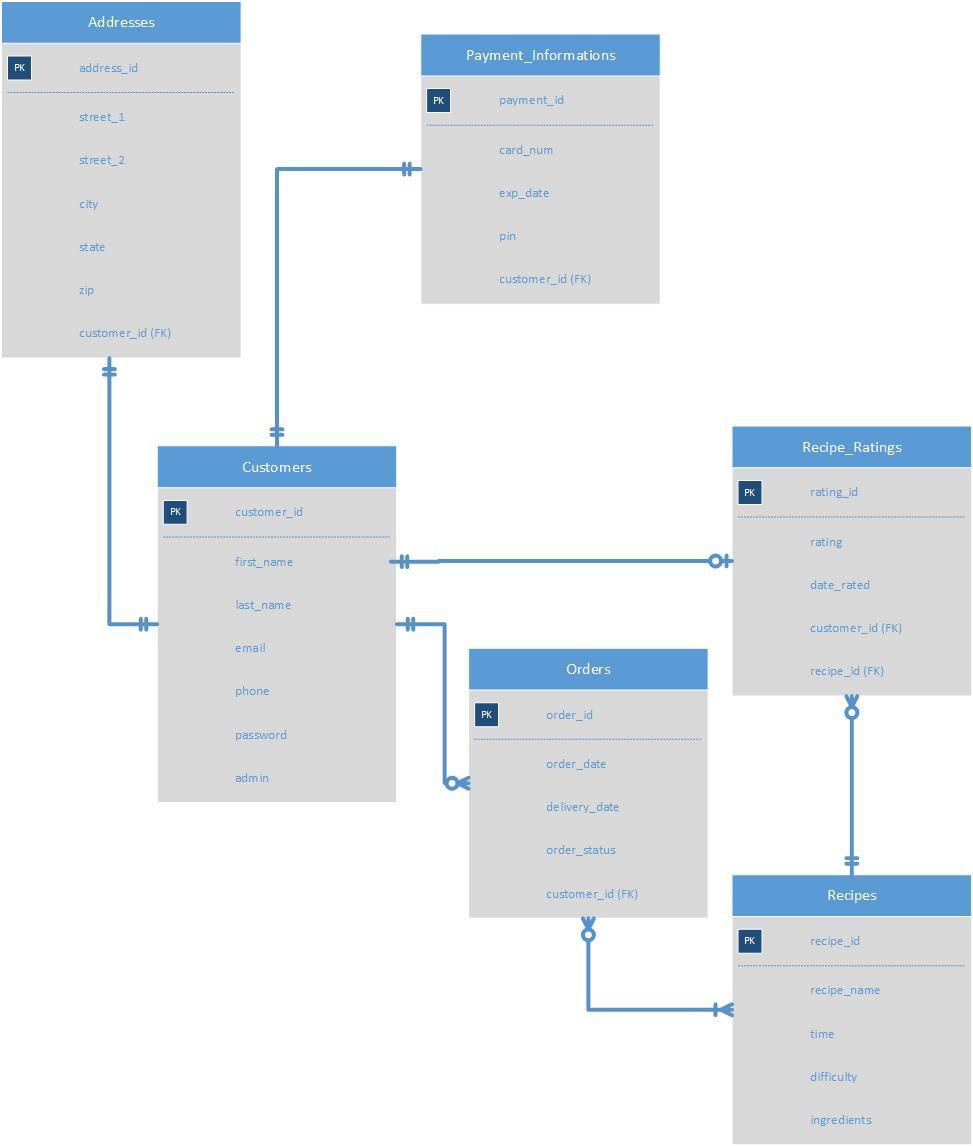 Addresses
PK address_id
street_1
street_2
city
state
zip
customer_id (FK)
Payment_Informations
PK payment_id
card_num
exp_date
pin
customer_id (FK)
Customers
PK customer_id
first_name
last_name
email
phone
password
admin
Recipe_Ratings
PK rating_id
rating
date_rated
customer_id (FK)
recipe_id (FK)
Orders
PK order_id
order_date
delivery_date
order_status
customer_id (FK)
Recipes
PK recipe_id
recipe_name
time
difficulty
ingredients